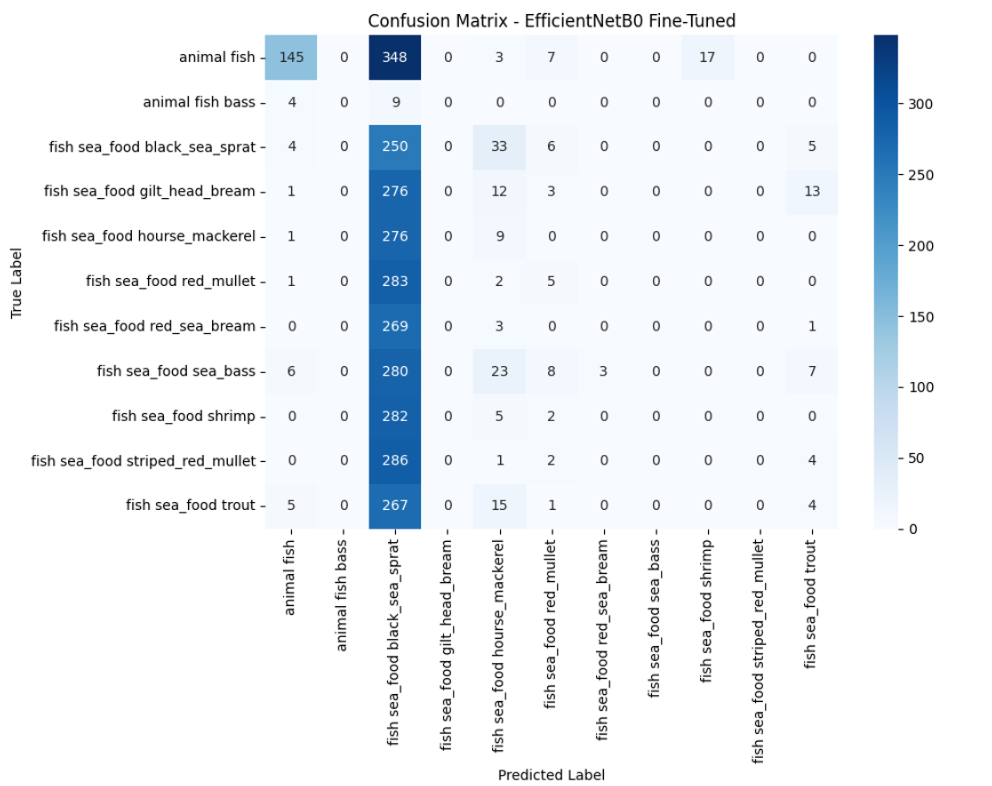 Confusion Matrix - EfficientNetB0 Fine-Tuned
True Label
animal fish 145 0 348 0 3 7 0 0 17 0 0
animal fish bass 4 0 9 0 0 0 0 0 0 0 0
fish sea_food black_sea_sprat 4 0 250 0 33 6 0 0 0 0 5
fish sea_food gilt_head_bream 1 0 276 0 12 3 0 0 0 0 13
fish sea_food hourse_mackerel 1 0 276 0 9 0 0 0 0 0 0
fish sea_food red_mullet 1 0 283 0 2 5 0 0 0 0 0
fish sea_food red_sea_bream 0 0 269 0 3 0 0 0 0 0 1
fish sea_food sea_bass 6 0 280 0 23 8 3 0 0 0 7
fish sea_food shrimp 0 0 282 0 5 2 0 0 0 0 0
fish sea_food striped_red_mullet 0 0 286 0 1 2 0 0 0 0 4
fish sea_food trout 5 0 267 0 15 1 0 0 0 0 4
animal fish
animal fish bass
fish sea_food black_sea_sprat
fish sea_food gilt_head_bream
fish sea_food hourse_mackerel
fish sea_food red_mullet
fish sea_food red_sea_bream
fish sea_food sea_bass
fish sea_food shrimp
fish sea_food striped_red_mullet
fish sea_food trout
Predicted Label
300
250
200
150
100
50
0